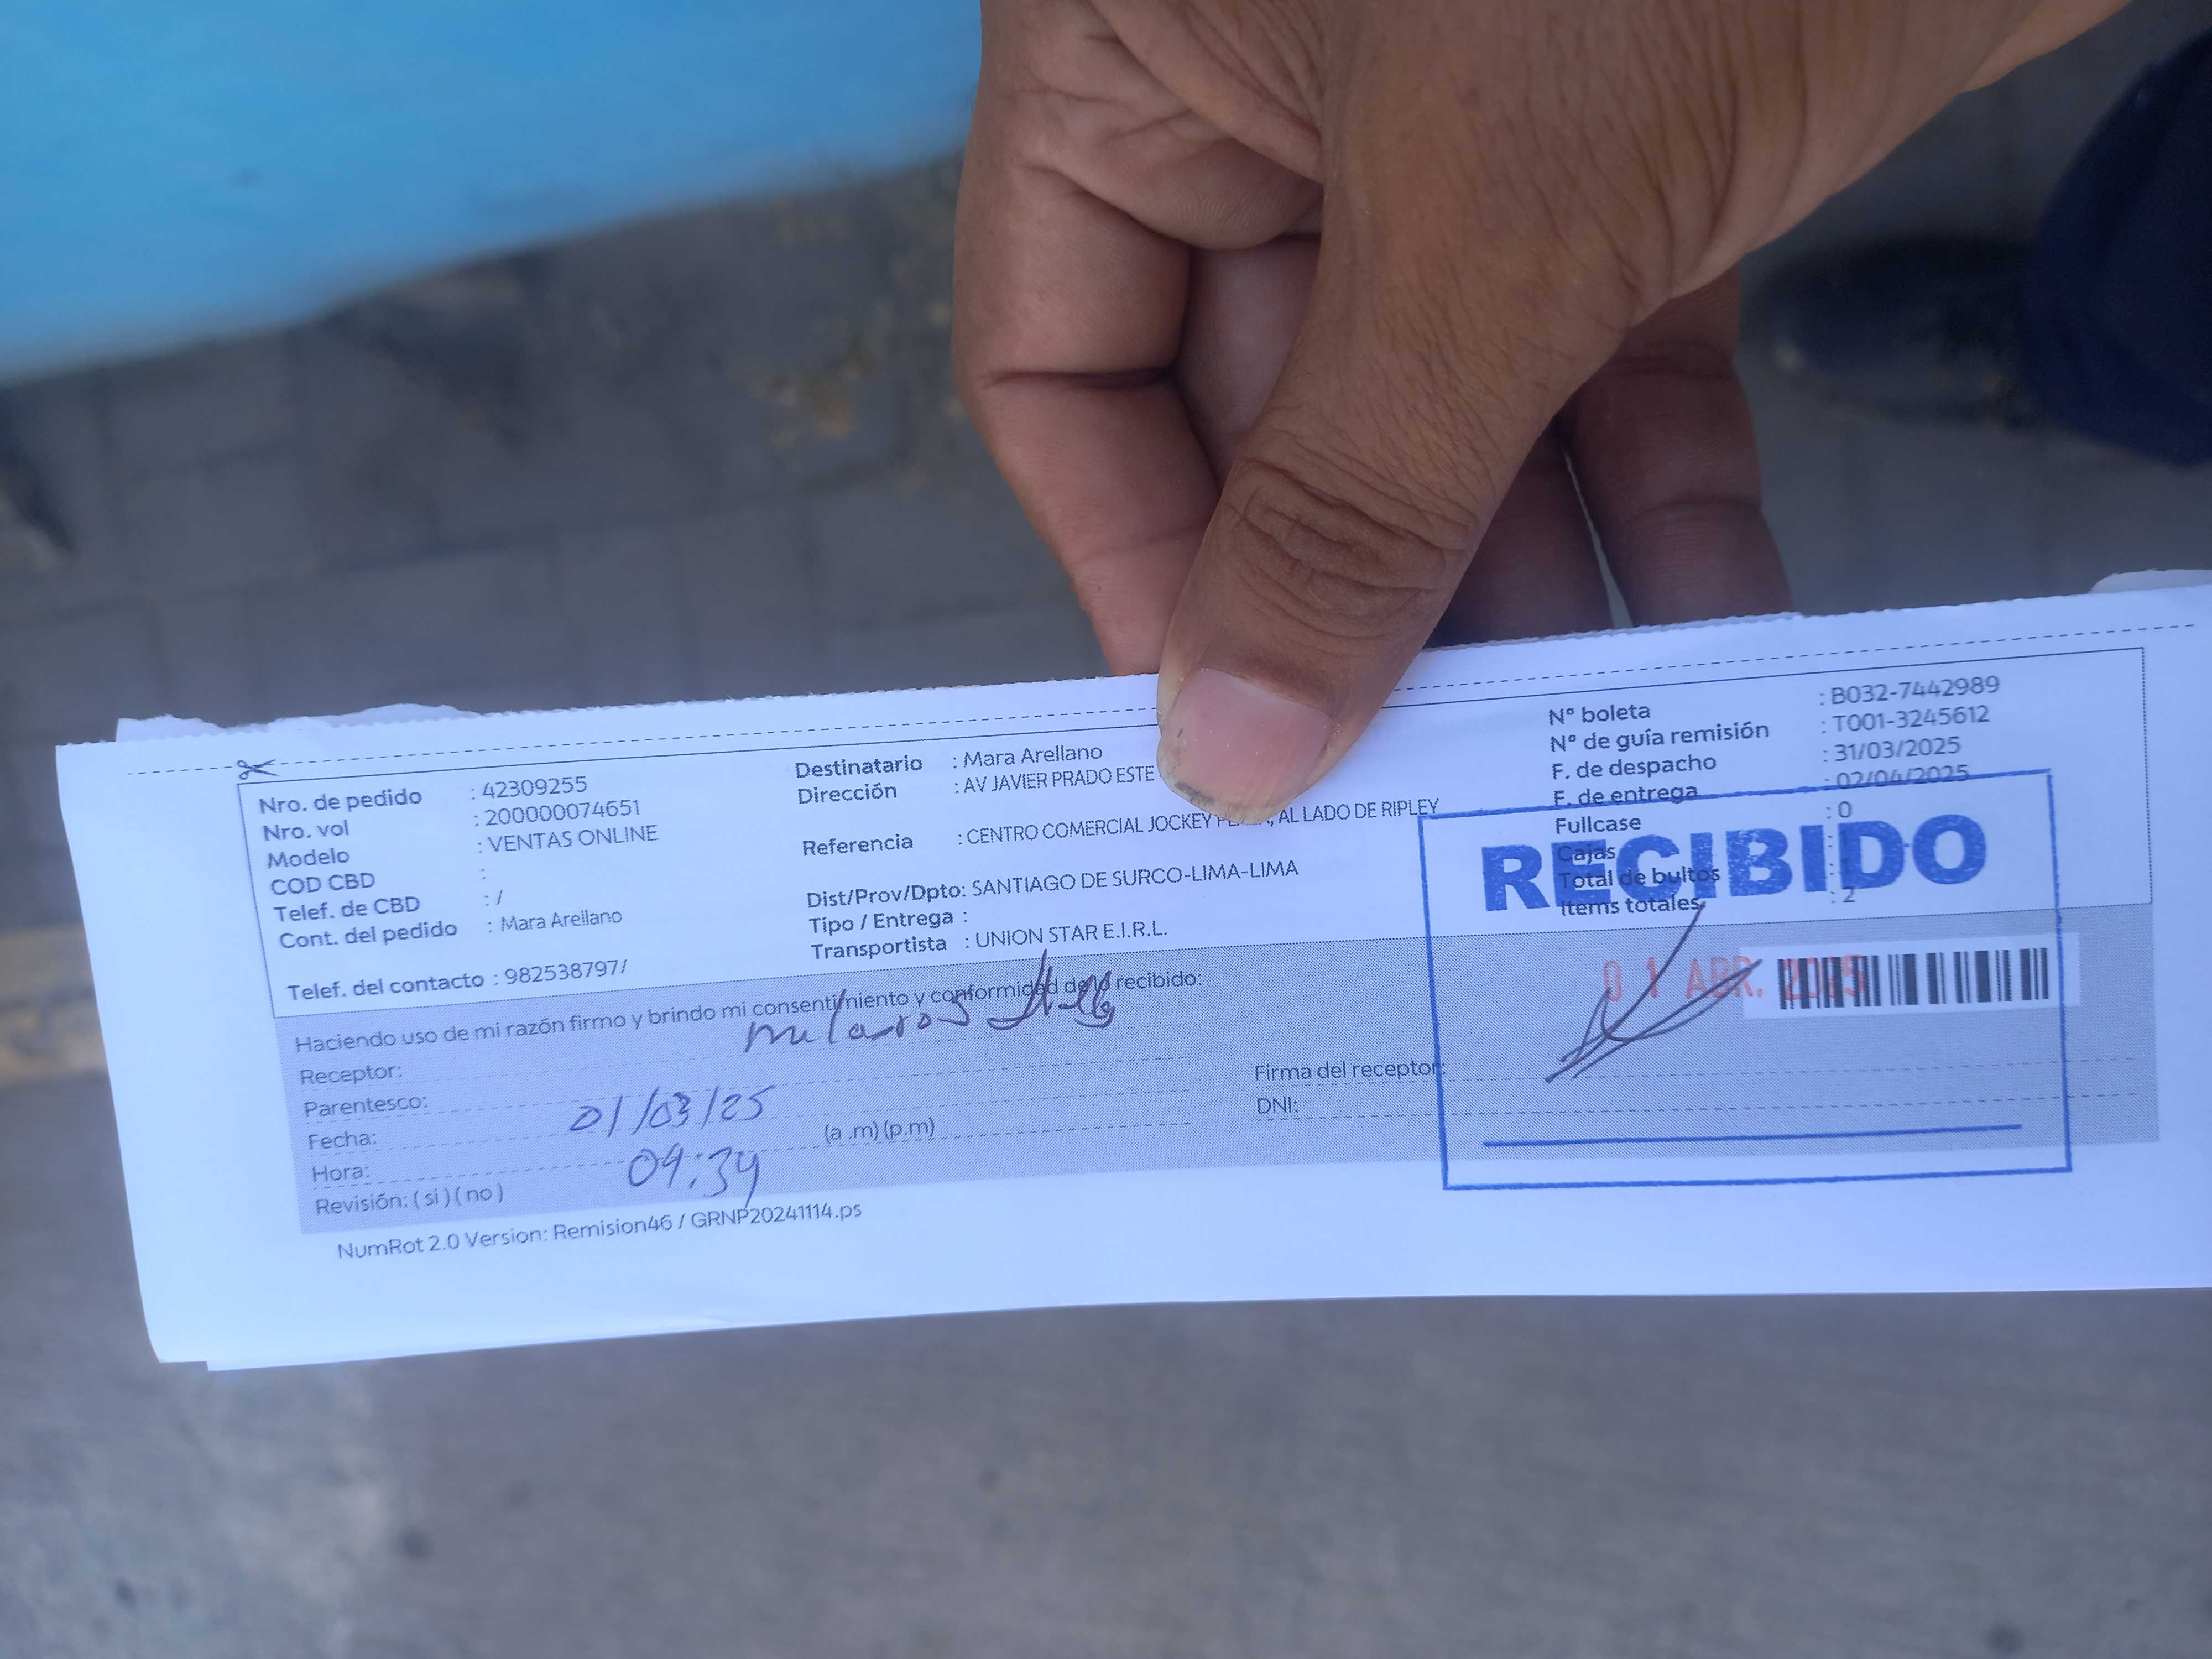 Nro. de pedido : 42309255
Nro. vol : 200000074651
Modelo : VENTAS ONLINE
COD CBD :
Telef. de CBD : /
Cont. del pedido : Mara Arellano
Telef. del contacto : 982538797/
Destinatario : Mara Arellano
Dirección : AV JAVIER PRADO ESTE
Referencia : CENTRO COMERCIAL JOCKEY , AL LADO DE RIPLEY
Dist/Prov/Dpto: SANTIAGO DE SURCO-LIMA-LIMA
Tipo / Entrega :
Transportista : UNION STAR E.I.R.L.
N° boleta : B032-7442989
N° de guía remisión : T001-3245612
F. de despacho : 31/03/2025
F. de entrega : 02/04/2025
Fullcase : 0
Cajas :
Total de bultos :
Items totales : 2
RECIBIDO
01 ABR. 2025
Haciendo uso de mi razón firmo y brindo mi consentimiento y conformidad de lo recibido:
Receptor:
Parentesco:
Fecha: 01/03/25
Hora: 09:34 (a .m) (p.m)
Revisión: ( si ) ( no )
Firma del receptor:
DNI:
NumRot 2.0 Version: Remision46 / GRNP20241114.ps